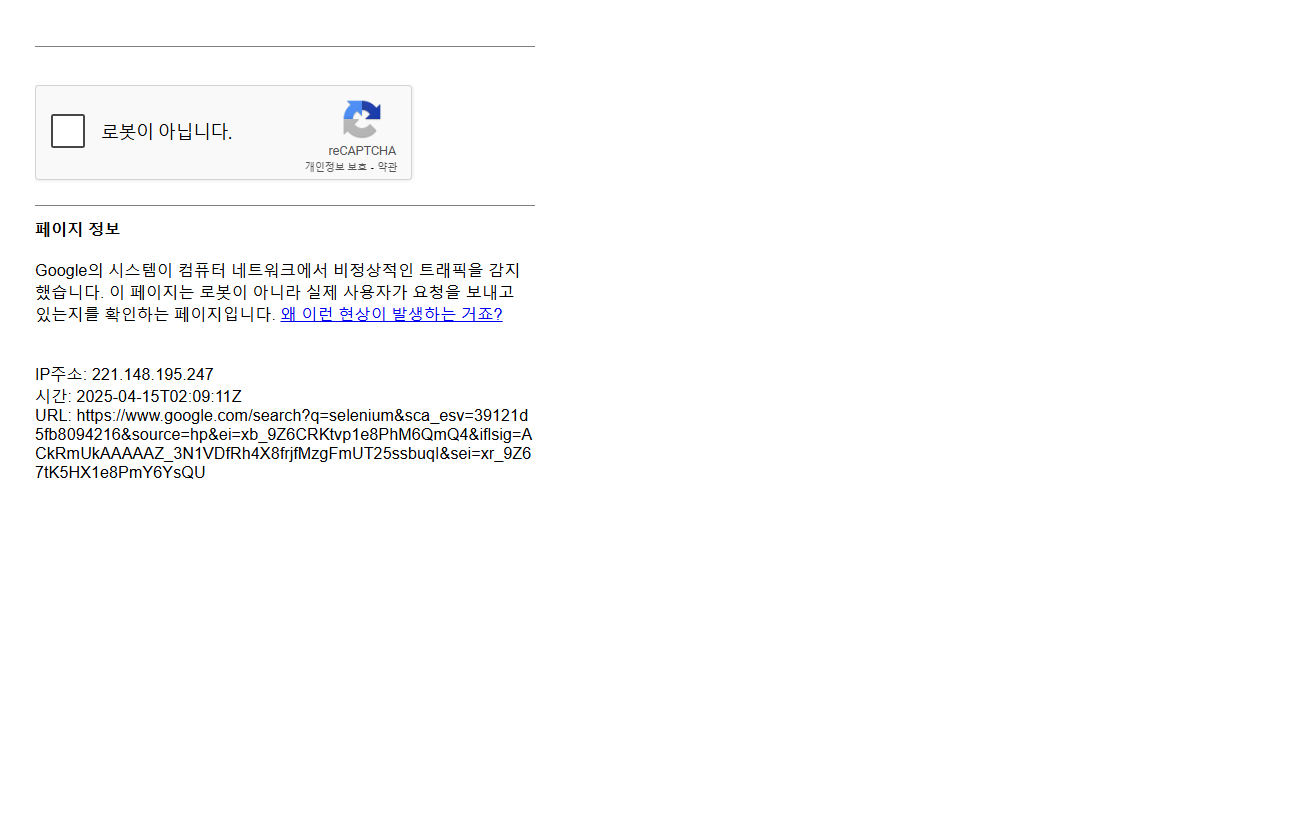 로봇이 아닙니다.
reCAPTCHA
개인정보 보호 - 약관
페이지 정보
Google의 시스템이 컴퓨터 네트워크에서 비정상적인 트래픽을 감지
했습니다. 이 페이지는 로봇이 아니라 실제 사용자가 요청을 보내고
있는지를 확인하는 페이지입니다. 왜 이런 현상이 발생하는 거죠?
IP주소: 221.148.195.247
시간: 2025-04-15T02:09:11Z
URL: https://www.google.com/search?q=selenium&sca_esv=39121d
5fb8094216&source=hp&ei=xb_9Z6CRKtvp1e8PhM6QmQ4&iflsig=A
CkRmUkAAAAAZ_3N1VDfRh4X8frjfMzgFmUT25ssbuqI&sei=xr_9Z6
7tK5HX1e8PmY6YsQU